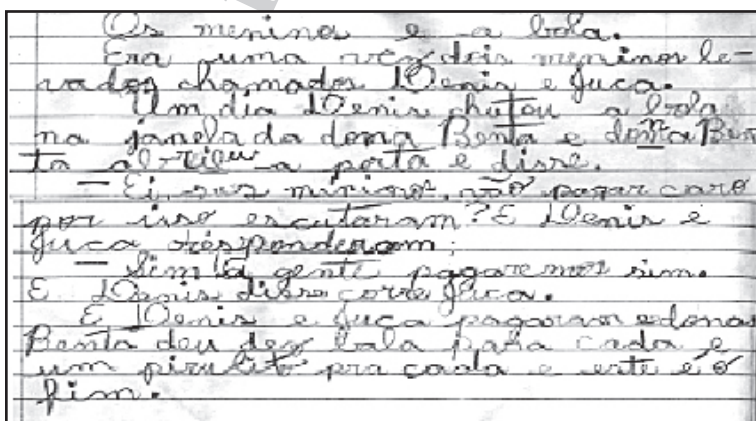 Os meninos e a bola.
Era uma vez dois meninos le-
vados chamados Denis e Juca.
Um dia Denis chutou a bola
na janela da dona Benta e donta Ben
ta abriu a porta e disse.
- Ei, seus mininos, vão pagar caro
por isso escutaram? E Denis e
Juca responderam:
- Sim a gente pagaremos sim.
E Denis disse corre Juca.
E Denis e Juca pagaram e dona
Benta deu dez bala para cada e
um pirulito pra cada e este é o
fim.